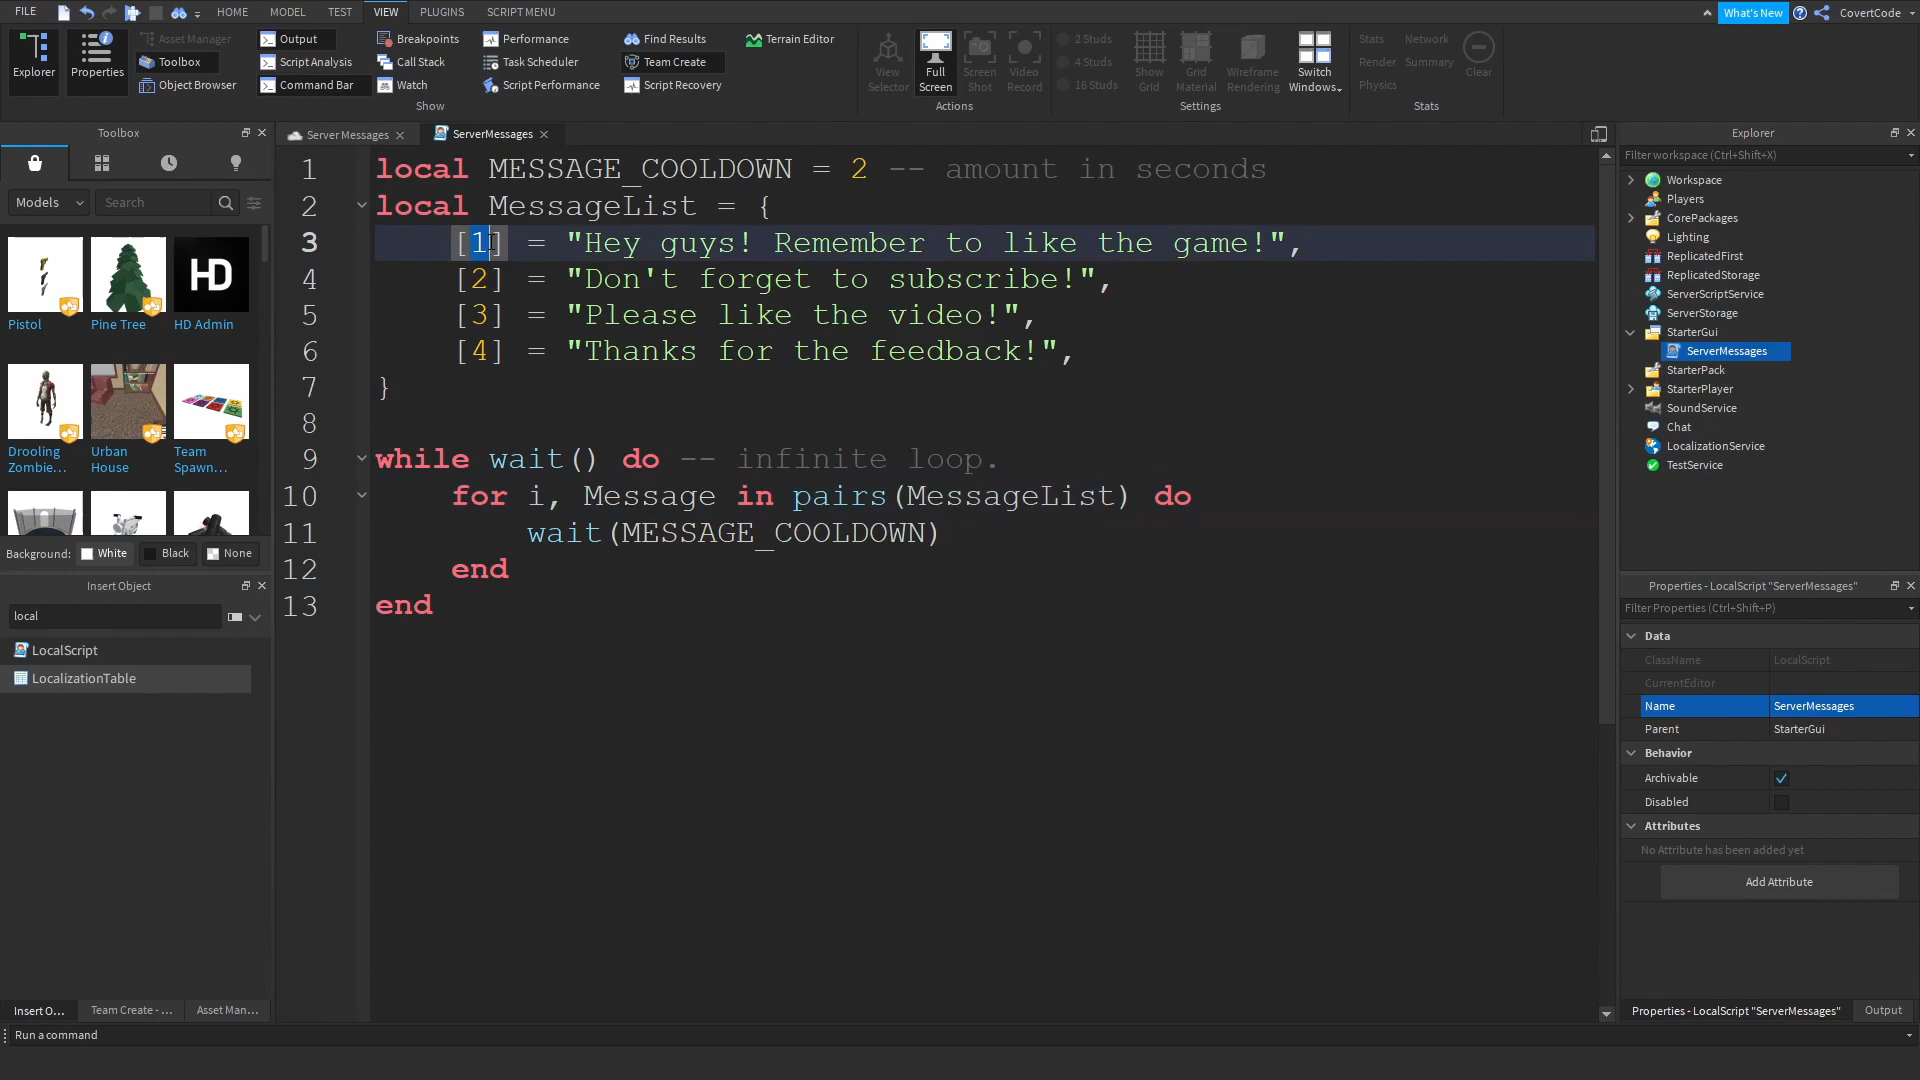 FILE HOME MODEL TEST VIEW PLUGINS SCRIPT MENU What's New CovertCode
Explorer Properties Asset Manager Toolbox Object Browser
Output Script Analysis Command Bar
Breakpoints Call Stack Watch
Performance Task Scheduler Script Performance
Find Results Team Create Script Recovery
Terrain Editor
Show
View Selector Full Screen Screen Shot Video Record
Actions
2 Studs 4 Studs 16 Studs
Show Grid Grid Material Wireframe Rendering Switch Windows
Settings
Stats Network Render Summary Physics Clear
Stats
Toolbox
Models Search
Pistol Pine Tree HD Admin
HD
Drooling Zombie... Urban House Team Spawn...
Background: White Black None
Insert Object
local
LocalScript
LocalizationTable
Insert O... Team Create - ... Asset Man...
Run a command
Server Messages ServerMessages
1 local MESSAGE_COOLDOWN = 2 -- amount in seconds
2 local MessageList = {
3 [1] = "Hey guys! Remember to like the game!",
4 [2] = "Don't forget to subscribe!",
5 [3] = "Please like the video!",
6 [4] = "Thanks for the feedback!",
7 }
8
9 while wait() do -- infinite loop.
10 for i, Message in pairs(MessageList) do
11 wait(MESSAGE_COOLDOWN)
12 end
13 end
Explorer
Filter workspace (Ctrl+Shift+X)
Workspace
Players
CorePackages
Lighting
ReplicatedFirst
ReplicatedStorage
ServerScriptService
ServerStorage
StarterGui
ServerMessages
StarterPack
StarterPlayer
SoundService
Chat
LocalizationService
TestService
Properties - LocalScript "ServerMessages"
Filter Properties (Ctrl+Shift+P)
Data
ClassName LocalScript
CurrentEditor
Name ServerMessages
Parent StarterGui
Behavior
Archivable
Disabled
Attributes
No Attribute has been added yet
Add Attribute
Properties - LocalScript "ServerMessages" Output